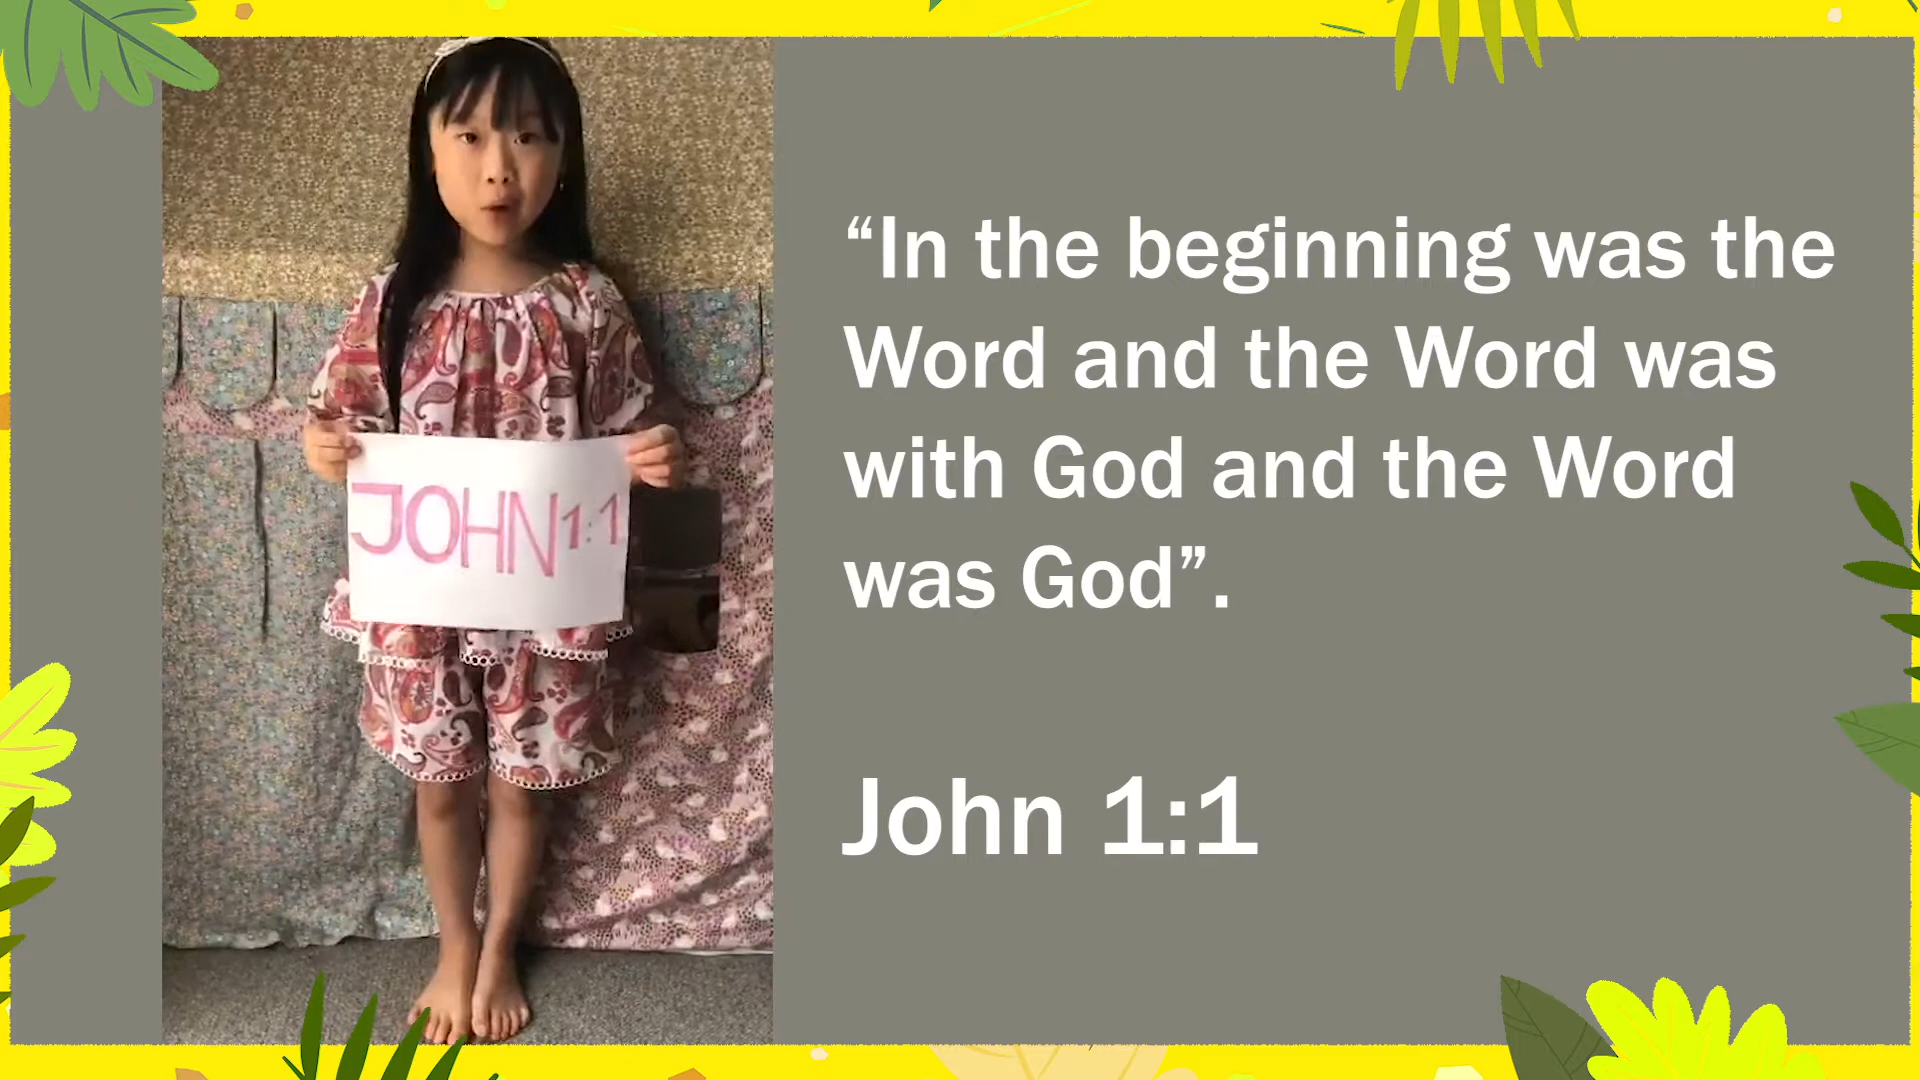 JOHN 1:1
“In the beginning was the
Word and the Word was
with God and the Word
was God”.
John 1:1